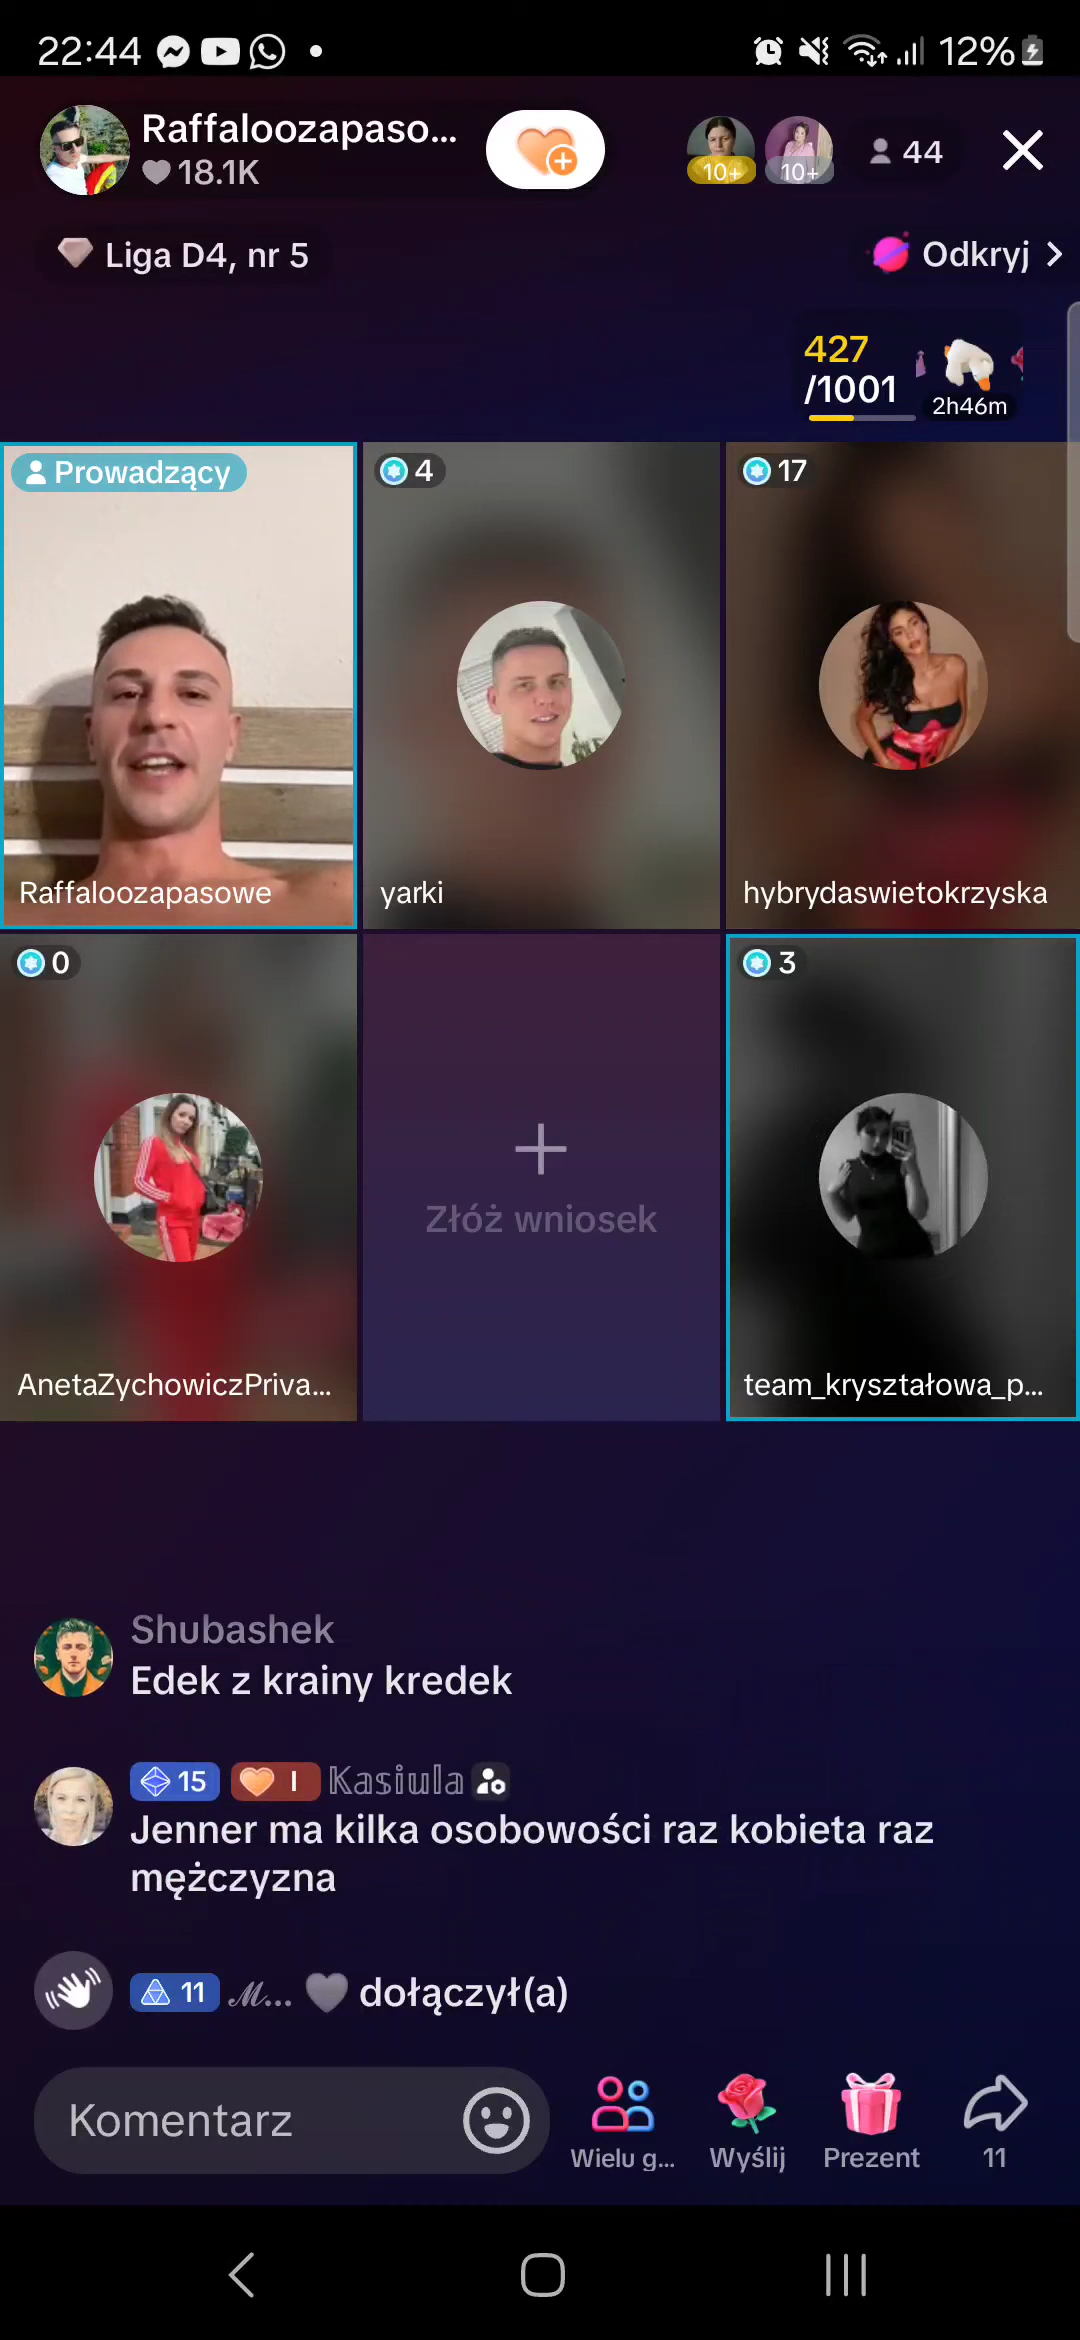 22:44
12%
Raffaloozapaso...
18.1K
10+
10+
44
Liga D4, nr 5
Odkryj
427
/1001
2h46m
Prowadzący
4
17
Raffaloozapasowe
yarki
hybrydaswietokrzyska
0
3
Złóż wniosek
AnetaZychowiczPriva...
team_kryształowa_p...
Shubashek
Edek z krainy kredek
15
I
𝕂𝕒𝕤𝕚𝕦𝕝𝕒
Jenner ma kilka osobowości raz kobieta raz
mężczyzna
11 ℳ... dołączył(a)
Komentarz
Wielu g...
Wyślij
Prezent
11